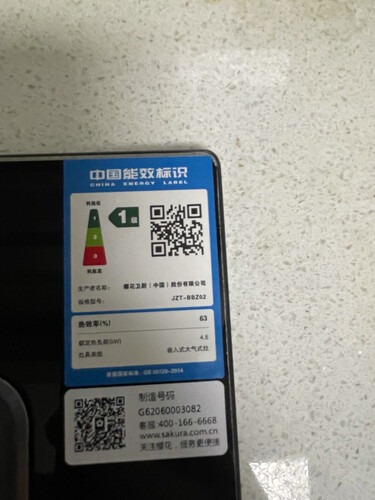 中国能效标识
CHINA ENERGY LABEL
耗能低
1
2
3
耗能高
1级
生产者名称： 樱花卫厨（中国）股份有限公司
规格型号： JZT-BBZ02
热效率(%) 63
额定热负荷(kW) 4.5
灶具类型 嵌入式大气式灶
依据国家标准：GB 30720-2014
制造号码
G62060003082
客服:400-166-6668
www.sakura.com.cn
关注樱花，服务更便捷